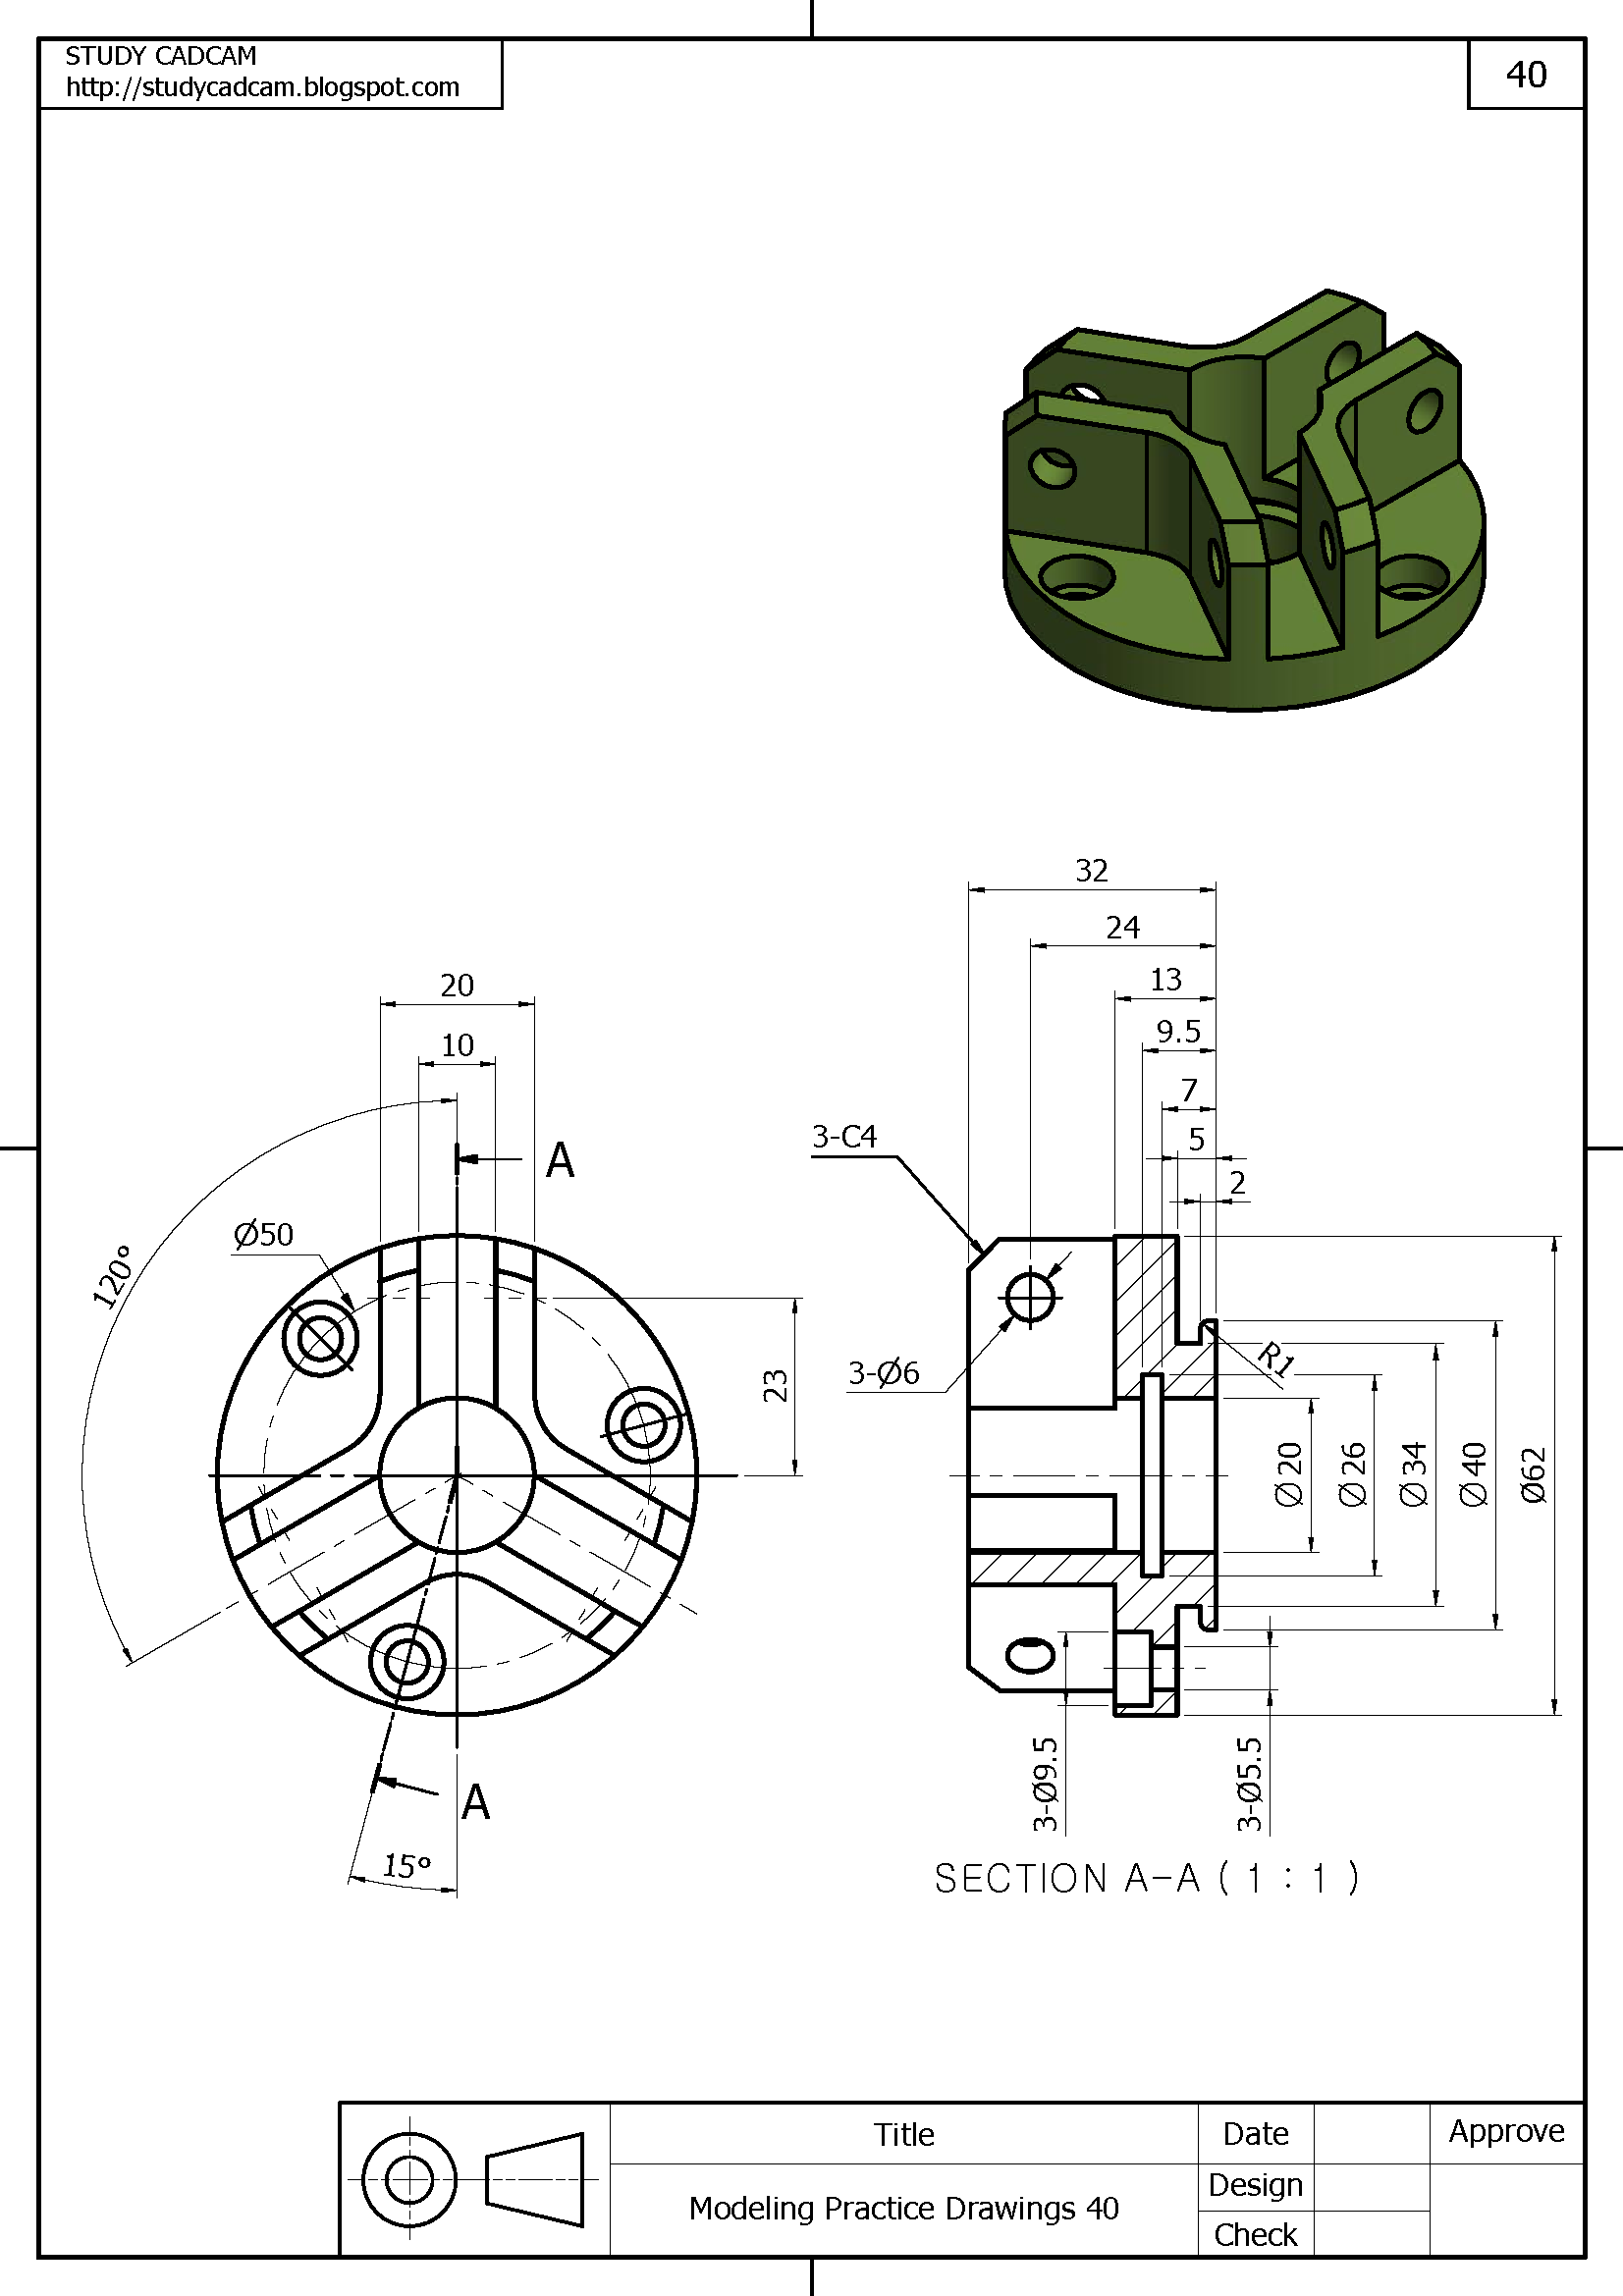 STUDY CADCAM
http://studycadcam.blogspot.com
40
32
24
20
13
10
9.5
7
3-C4
5
A
2
Ø50
120°
R1
3-Ø6
23
Ø20
Ø26
Ø34
Ø40
Ø62
3-Ø9.5
3-Ø5.5
A
15°
SECTION A-A ( 1 : 1 )
Title
Date
Approve
Modeling Practice Drawings 40
Design
Check